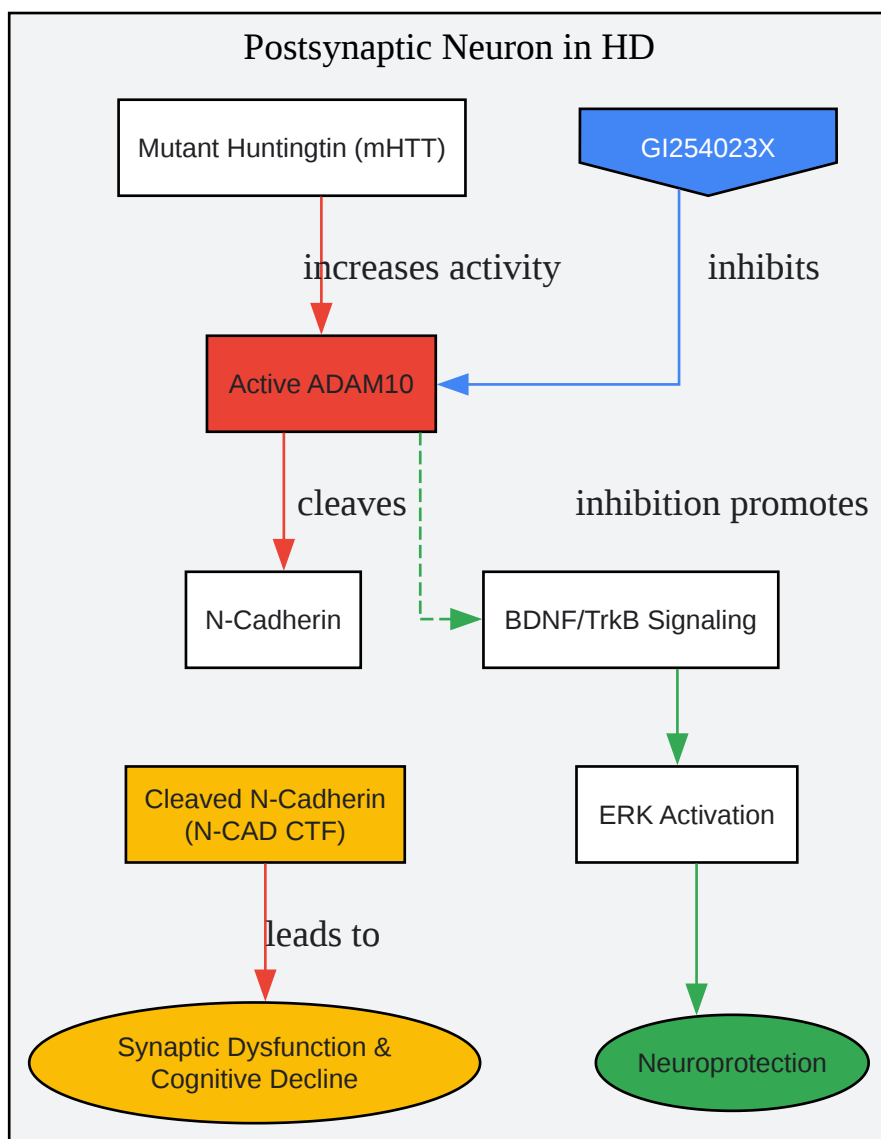 Postsynaptic Neuron in HD
Mutant Huntingtin (mHTT)
GI254023X
increases activity
inhibits
Active ADAM10
cleaves
inhibition promotes
N-Cadherin
BDNF/TrkB Signaling
Cleaved N-Cadherin
(N-CAD CTF)
ERK Activation
leads to
Synaptic Dysfunction &
Cognitive Decline
Neuroprotection